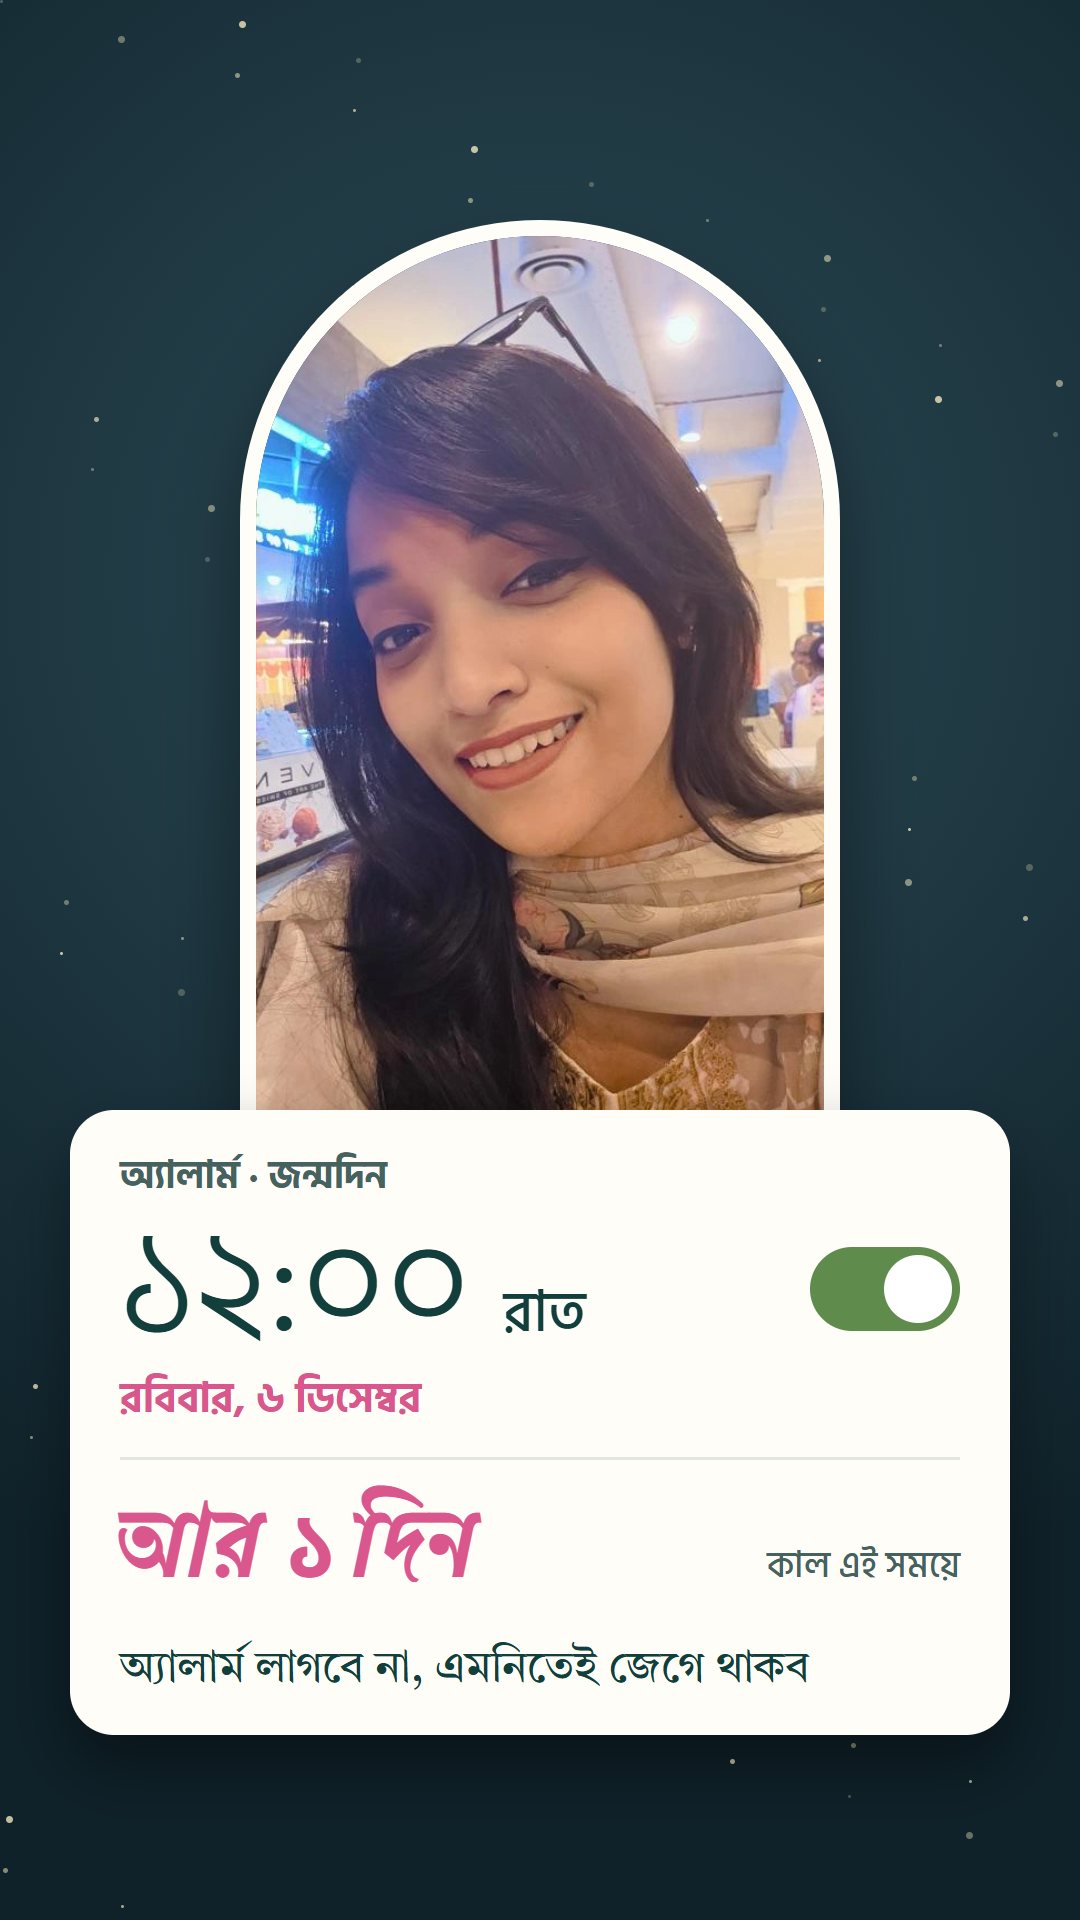 অ্যালার্ম · জন্মদিন
১২:০০ রাত
রবিবার, ৬ ডিসেম্বর
আর ১ দিন
কাল এই সময়ে
অ্যালার্ম লাগবে না, এমনিতেই জেগে থাকব